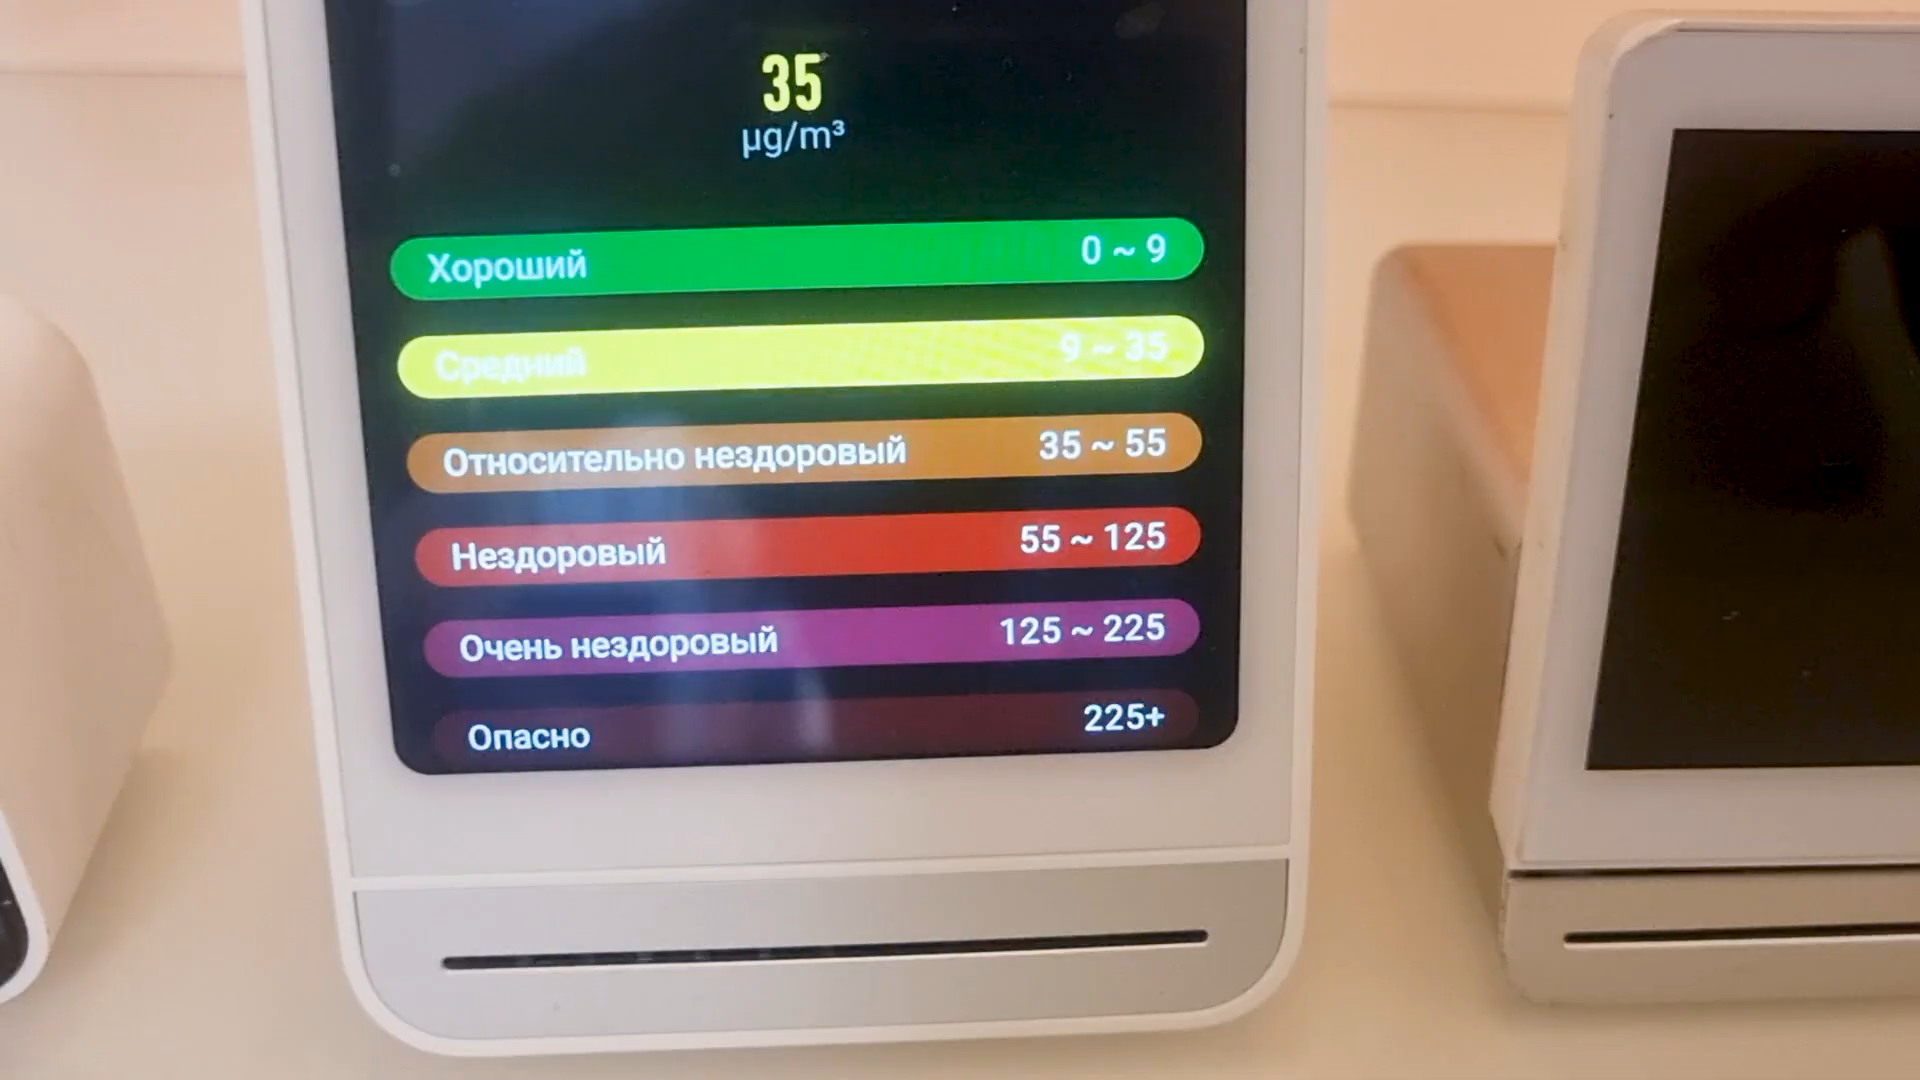 35
μg/m³
Хороший 0 ~ 9
Средний 9 ~ 35
Относительно нездоровый 35 ~ 55
Нездоровый 55 ~ 125
Очень нездоровый 125 ~ 225
Опасно 225+